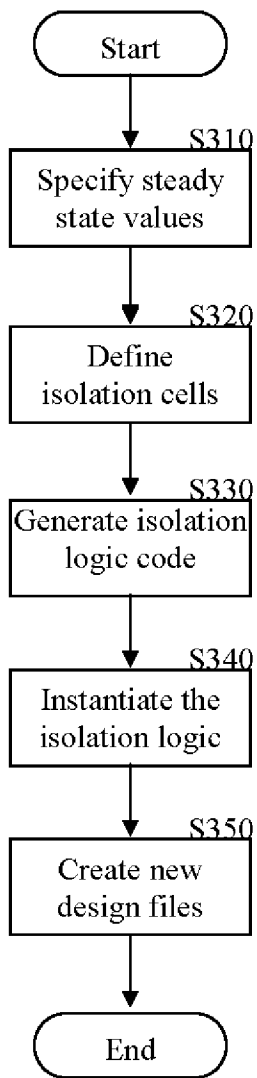 Start
S310
Specify steady
state values
S320
Define
isolation cells
S330
Generate isolation
logic code
S340
Instantiate the
isolation logic
S350
Create new
design files
End